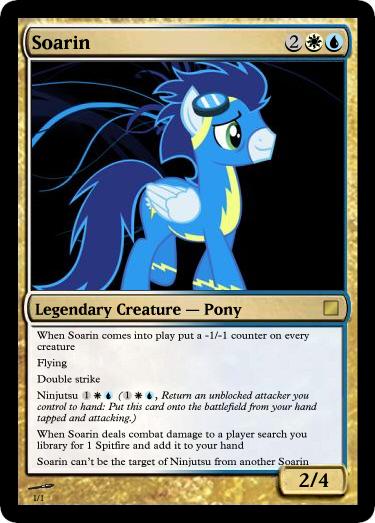 Soarin 2
Legendary Creature — Pony
When Soarin comes into play put a -1/-1 counter on every
creature
Flying
Double strike
Ninjutsu 1 (1, Return an unblocked attacker you
control to hand: Put this card onto the battlefield from your hand
tapped and attacking.)
When Soarin deals combat damage to a player search you
library for 1 Spitfire and add it to your hand
Soarin can't be the target of Ninjutsu from another Soarin
2/4
1/1